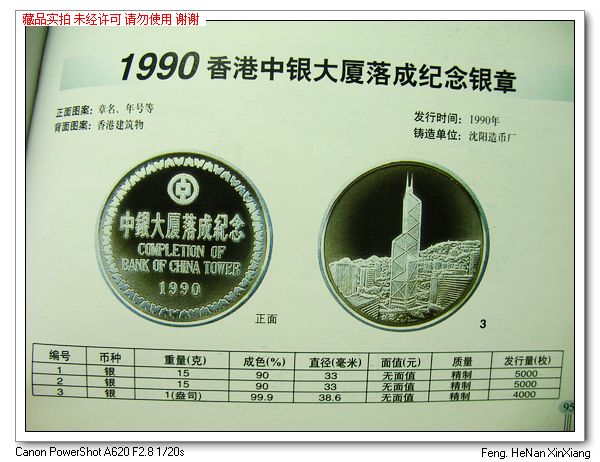 藏品实拍 未经许可 请勿使用 谢谢
1990 香港中银大厦落成纪念银章
正面图案：章名、年号等
背面图案：香港建筑物
发行时间：1990年
铸造单位：沈阳造币厂
中銀大厦落成紀念
COMPLETION OF
BANK OF CHINA TOWER
1990
正面
3
编号 币种 重量(克) 成色(%) 直径(毫米) 面值(元) 质量 发行量(枚)
1 银 15 90 33 无面值 精制 5000
2 银 15 90 33 无面值 精制 5000
3 银 1(盎司) 99.9 38.6 无面值 精制 4000
95
Canon PowerShot A620 F2.8 1/20s
Feng. HeNan XinXiang